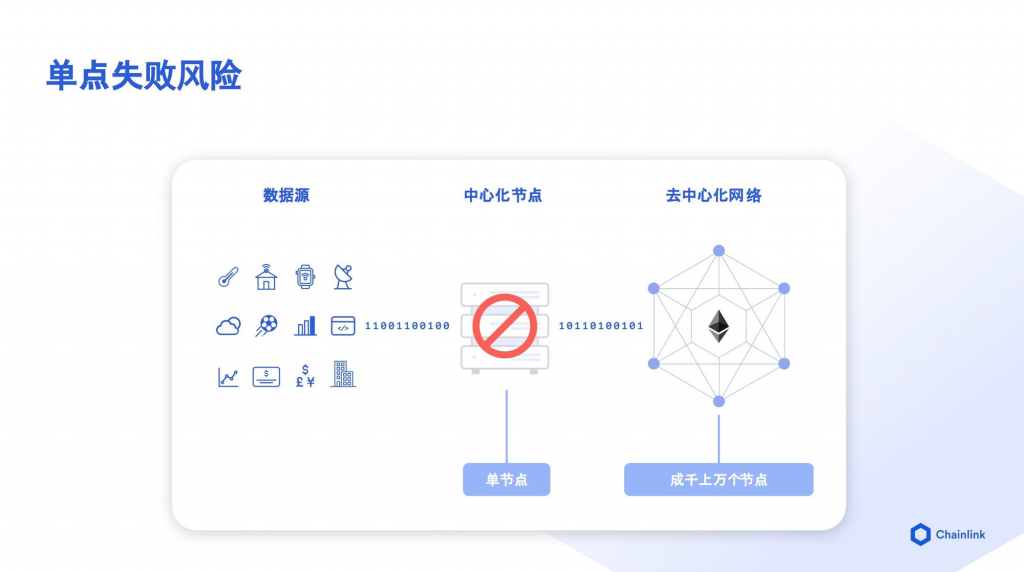 单点失败风险
数据源
中心化节点
去中心化网络
11001100100
10110100101
</>
$
$
£¥
单节点
成千上万个节点
Chainlink